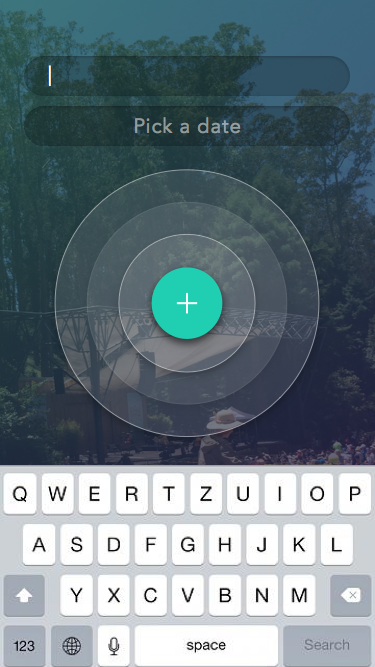 Pick a date
+
Q W E R T Z U I O P
A S D F G H J K L
Y X C V B N M
123 space Search